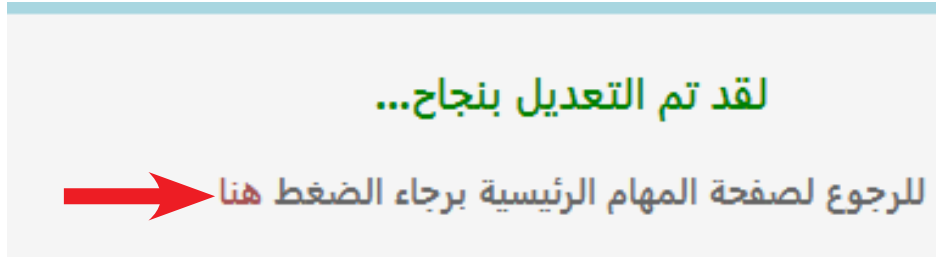 لقد تم التعديل بنجاح...
للرجوع لصفحة المهام الرئيسية برجاء الضغط هنا